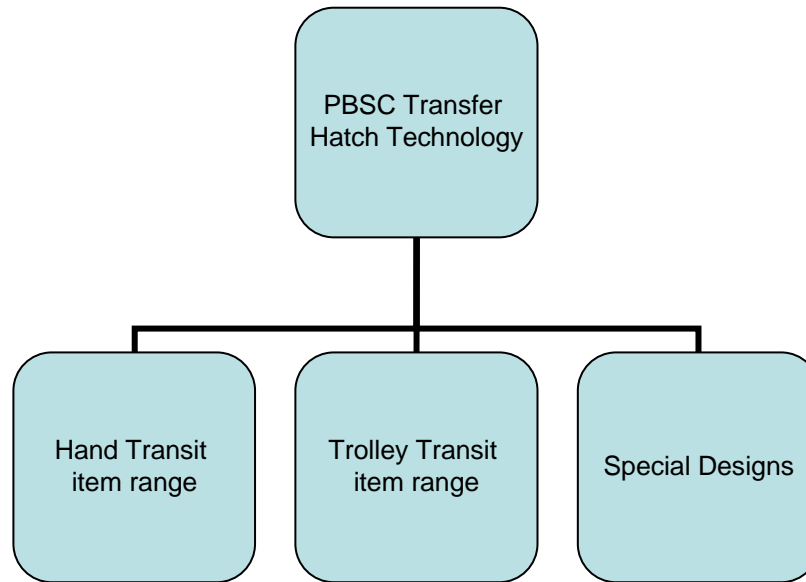 PBSC Transfer
Hatch Technology
Hand Transit
item range
Trolley Transit
item range
Special Designs